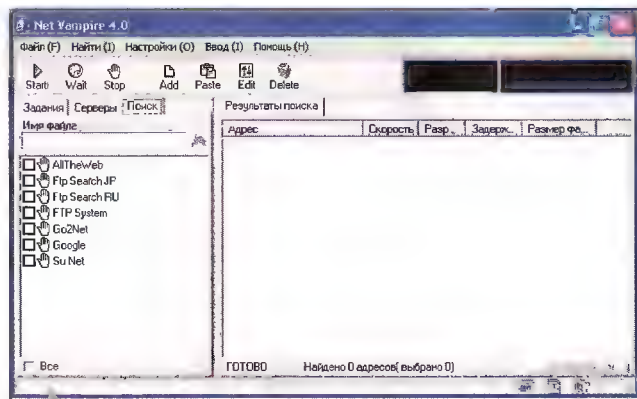 Net Vampire 4.0
Файл (F) Найти (I) Настройки (O) Ввод (I) Помощь (H)
Start Wait Stop Add Paste Edit Delete
Задания Серверы Поиск
Имя файла
AllTheWeb
Ftp Search JP
Ftp Search RU
FTP System
Go2Net
Google
Su Net
Все
Результаты поиска
Адрес Скорость Разр... Задерж... Размер фа...
ГОТОВО Найдено 0 адресов( выбрано 0)